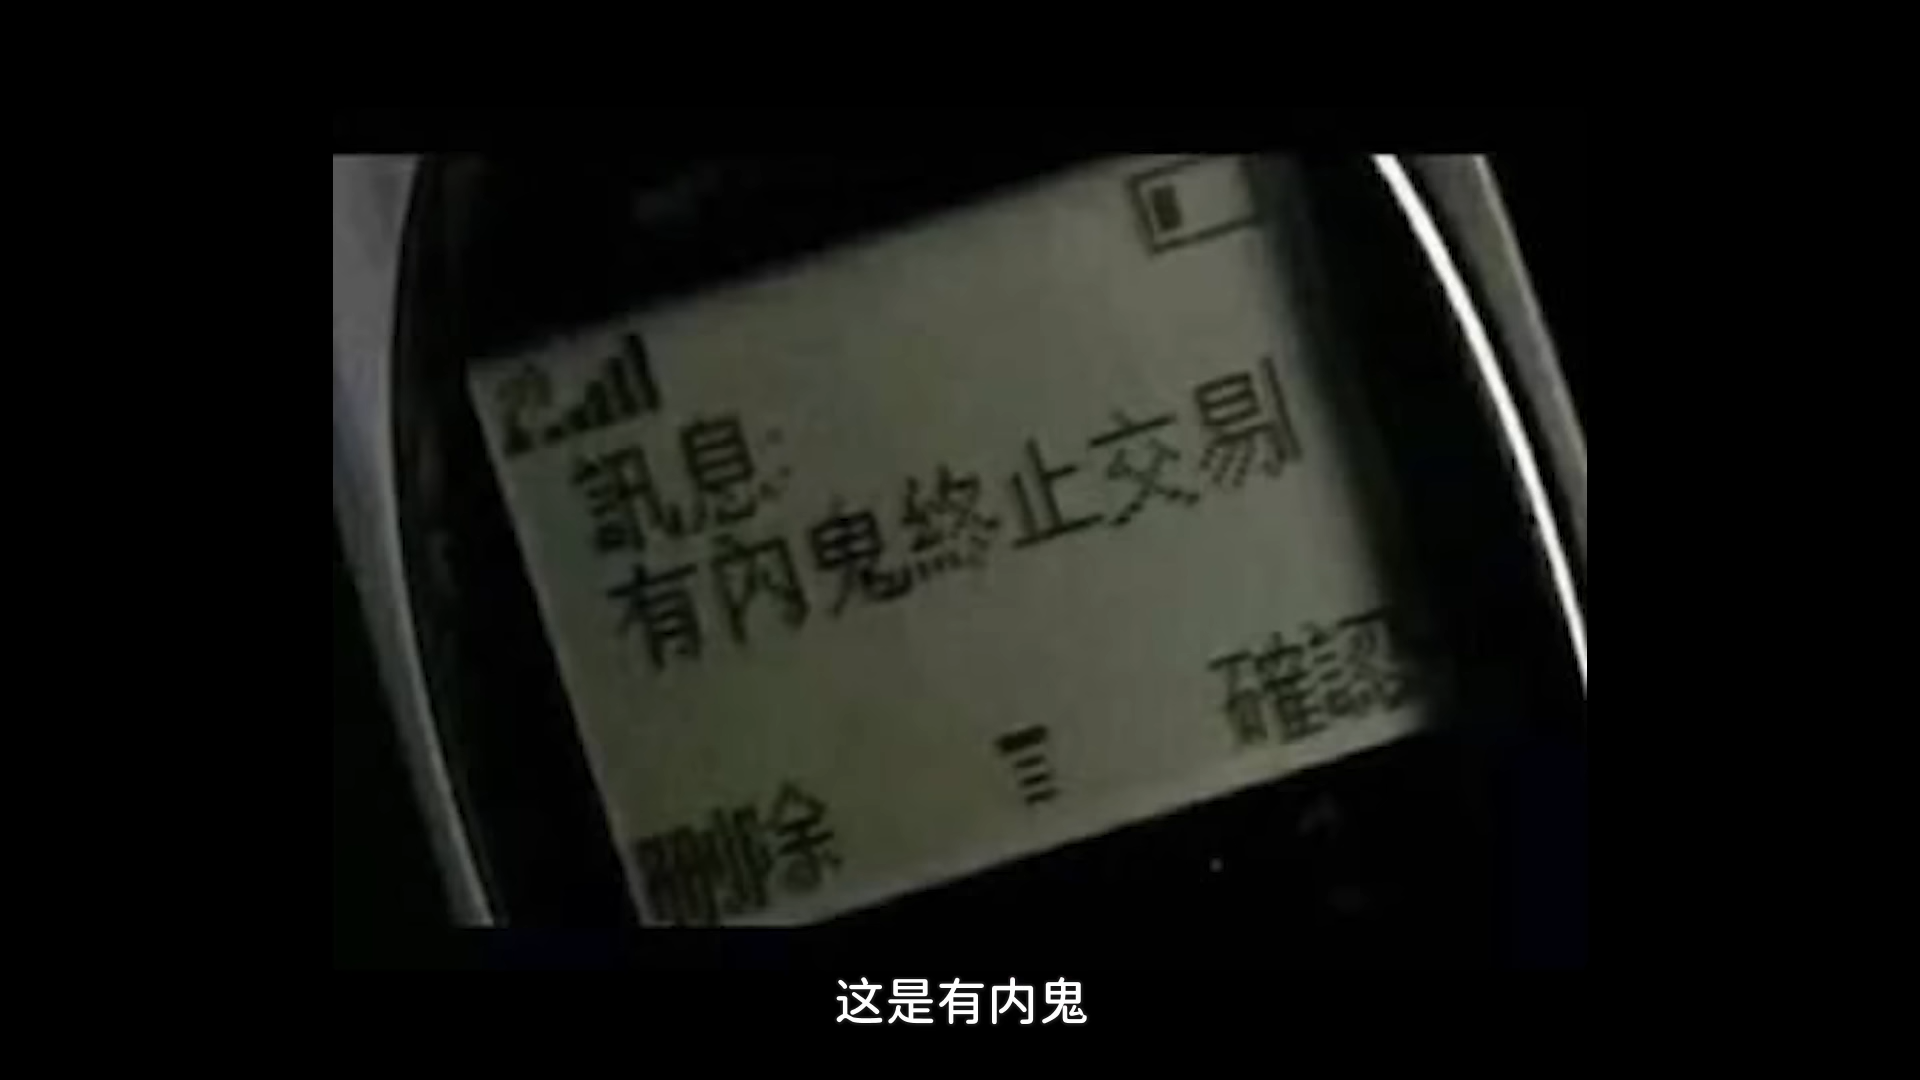 訊息:
有內鬼終止交易
確認
刪除
这是有内鬼